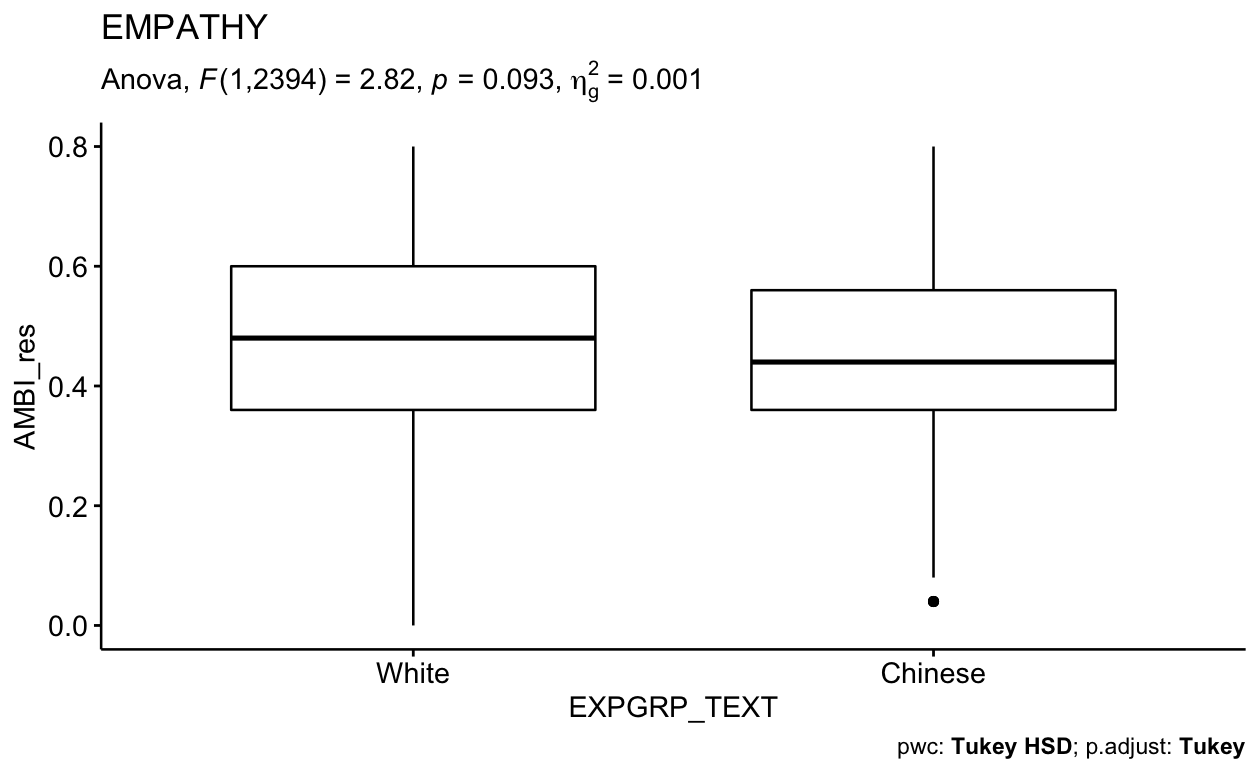 EMPATHY
Anova, F(1,2394) = 2.82, p = 0.093, η²g = 0.001
0.8
0.6
0.4
0.2
0.0
AMBI_res
White
Chinese
EXPGRP_TEXT
pwc: Tukey HSD; p.adjust: Tukey